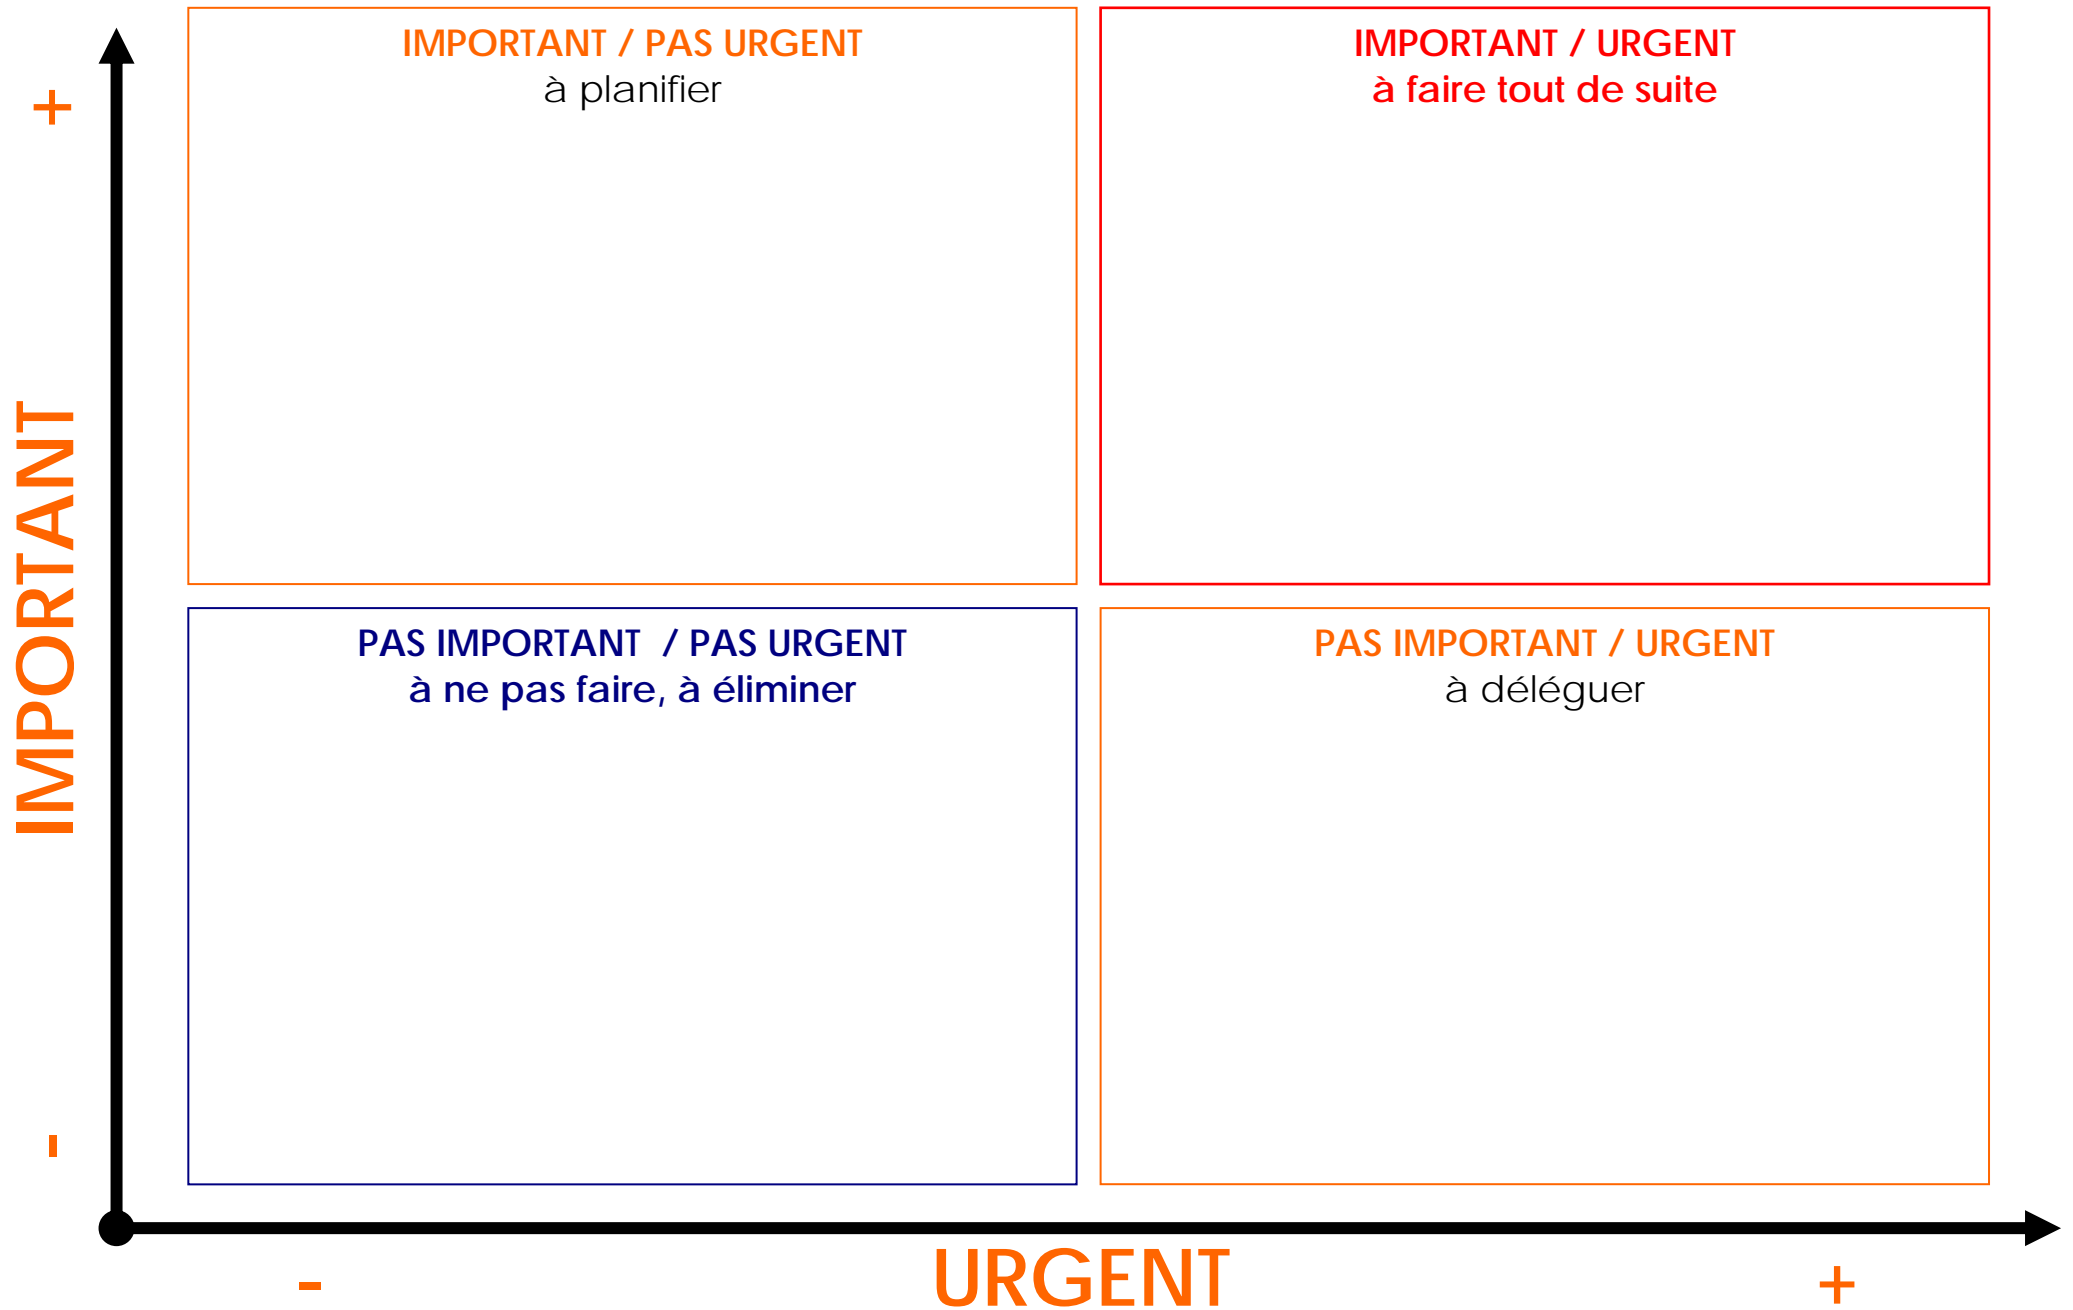 IMPORTANT / PAS URGENT
à planifier
IMPORTANT / URGENT
à faire tout de suite
+
IMPORTANT
-
PAS IMPORTANT  / PAS URGENT
à ne pas faire, à éliminer
PAS IMPORTANT / URGENT
à déléguer
-
URGENT
+